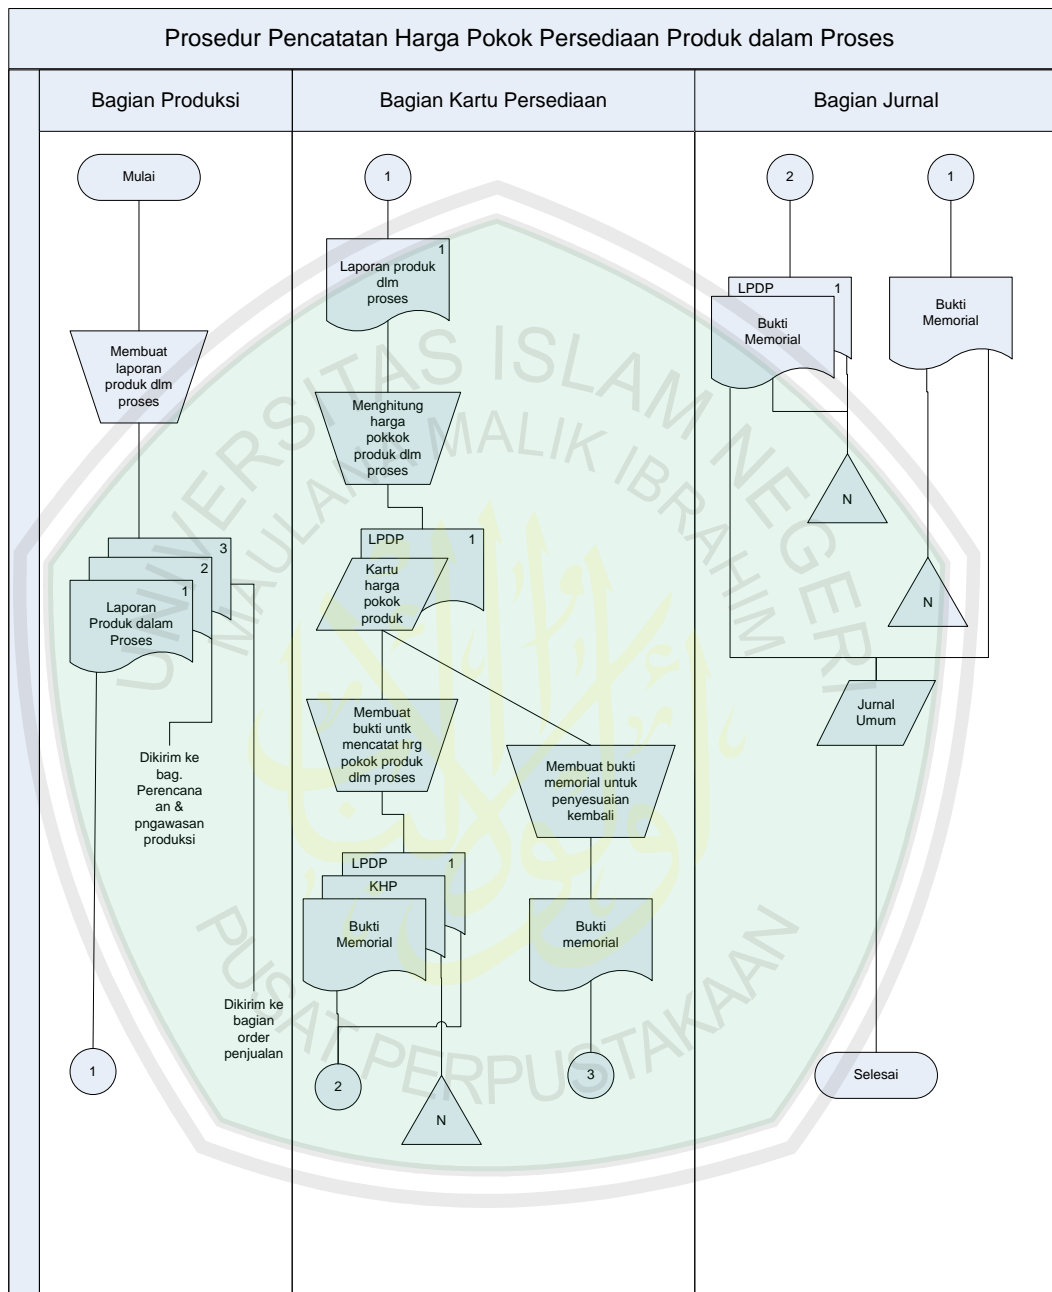 Prosedur Pencatatan Harga Pokok Persediaan Produk dalam Proses
Bagian Produksi
Bagian Kartu Persediaan
Bagian Jurnal
Mulai
Membuat
laporan
produk dlm
proses
3
2
1
Laporan
Produk dalam
Proses
Dikirim ke
bag.
Perencana
an &
pngawasan
produksi
Dikirim ke
bagian
order
penjualan
1
1
1
Laporan produk
dlm
proses
Menghitung
harga
pokkok
produk dlm
proses
LPDP 1
Kartu
harga
pokok
produk
Membuat
bukti untk
mencatat hrg
pokok produk
dlm proses
Membuat bukti
memorial untuk
penyesuaian
kembali
LPDP 1
KHP
Bukti
Memorial
Bukti
memorial
2
N
3
2
1
LPDP 1
Bukti
Memorial
Bukti
Memorial
N
N
Jurnal
Umum
Selesai
UNIVERSITAS ISLAM NEGERI
MAULANA MALIK IBRAHIM
PUSAT PERPUSTAKAAN